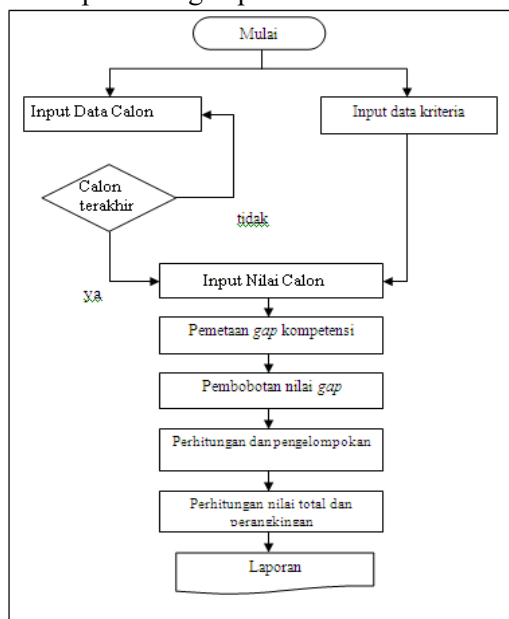 Mulai
Input Data Calon
Input data kriteria
Calon
terakhir
tidak
ya
Input Nilai Calon
Pemetaan gap kompetensi
Pembobotan nilai gap
Perhitungan dan pengelompokan
Perhitungan nilai total dan
perangkingan
Laporan